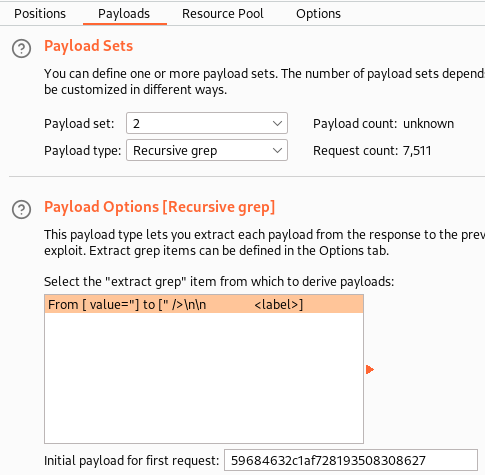 Positions Payloads Resource Pool Options
Payload Sets
You can define one or more payload sets. The number of payload sets depend
be customized in different ways.
Payload set: 2 Payload count: unknown
Payload type: Recursive grep Request count: 7,511
Payload Options [Recursive grep]
This payload type lets you extract each payload from the response to the prev
exploit. Extract grep items can be defined in the Options tab.
Select the "extract grep" item from which to derive payloads:
From [ value="] to [" />\n\n <label>]
Initial payload for first request: 59684632c1af728193508308627